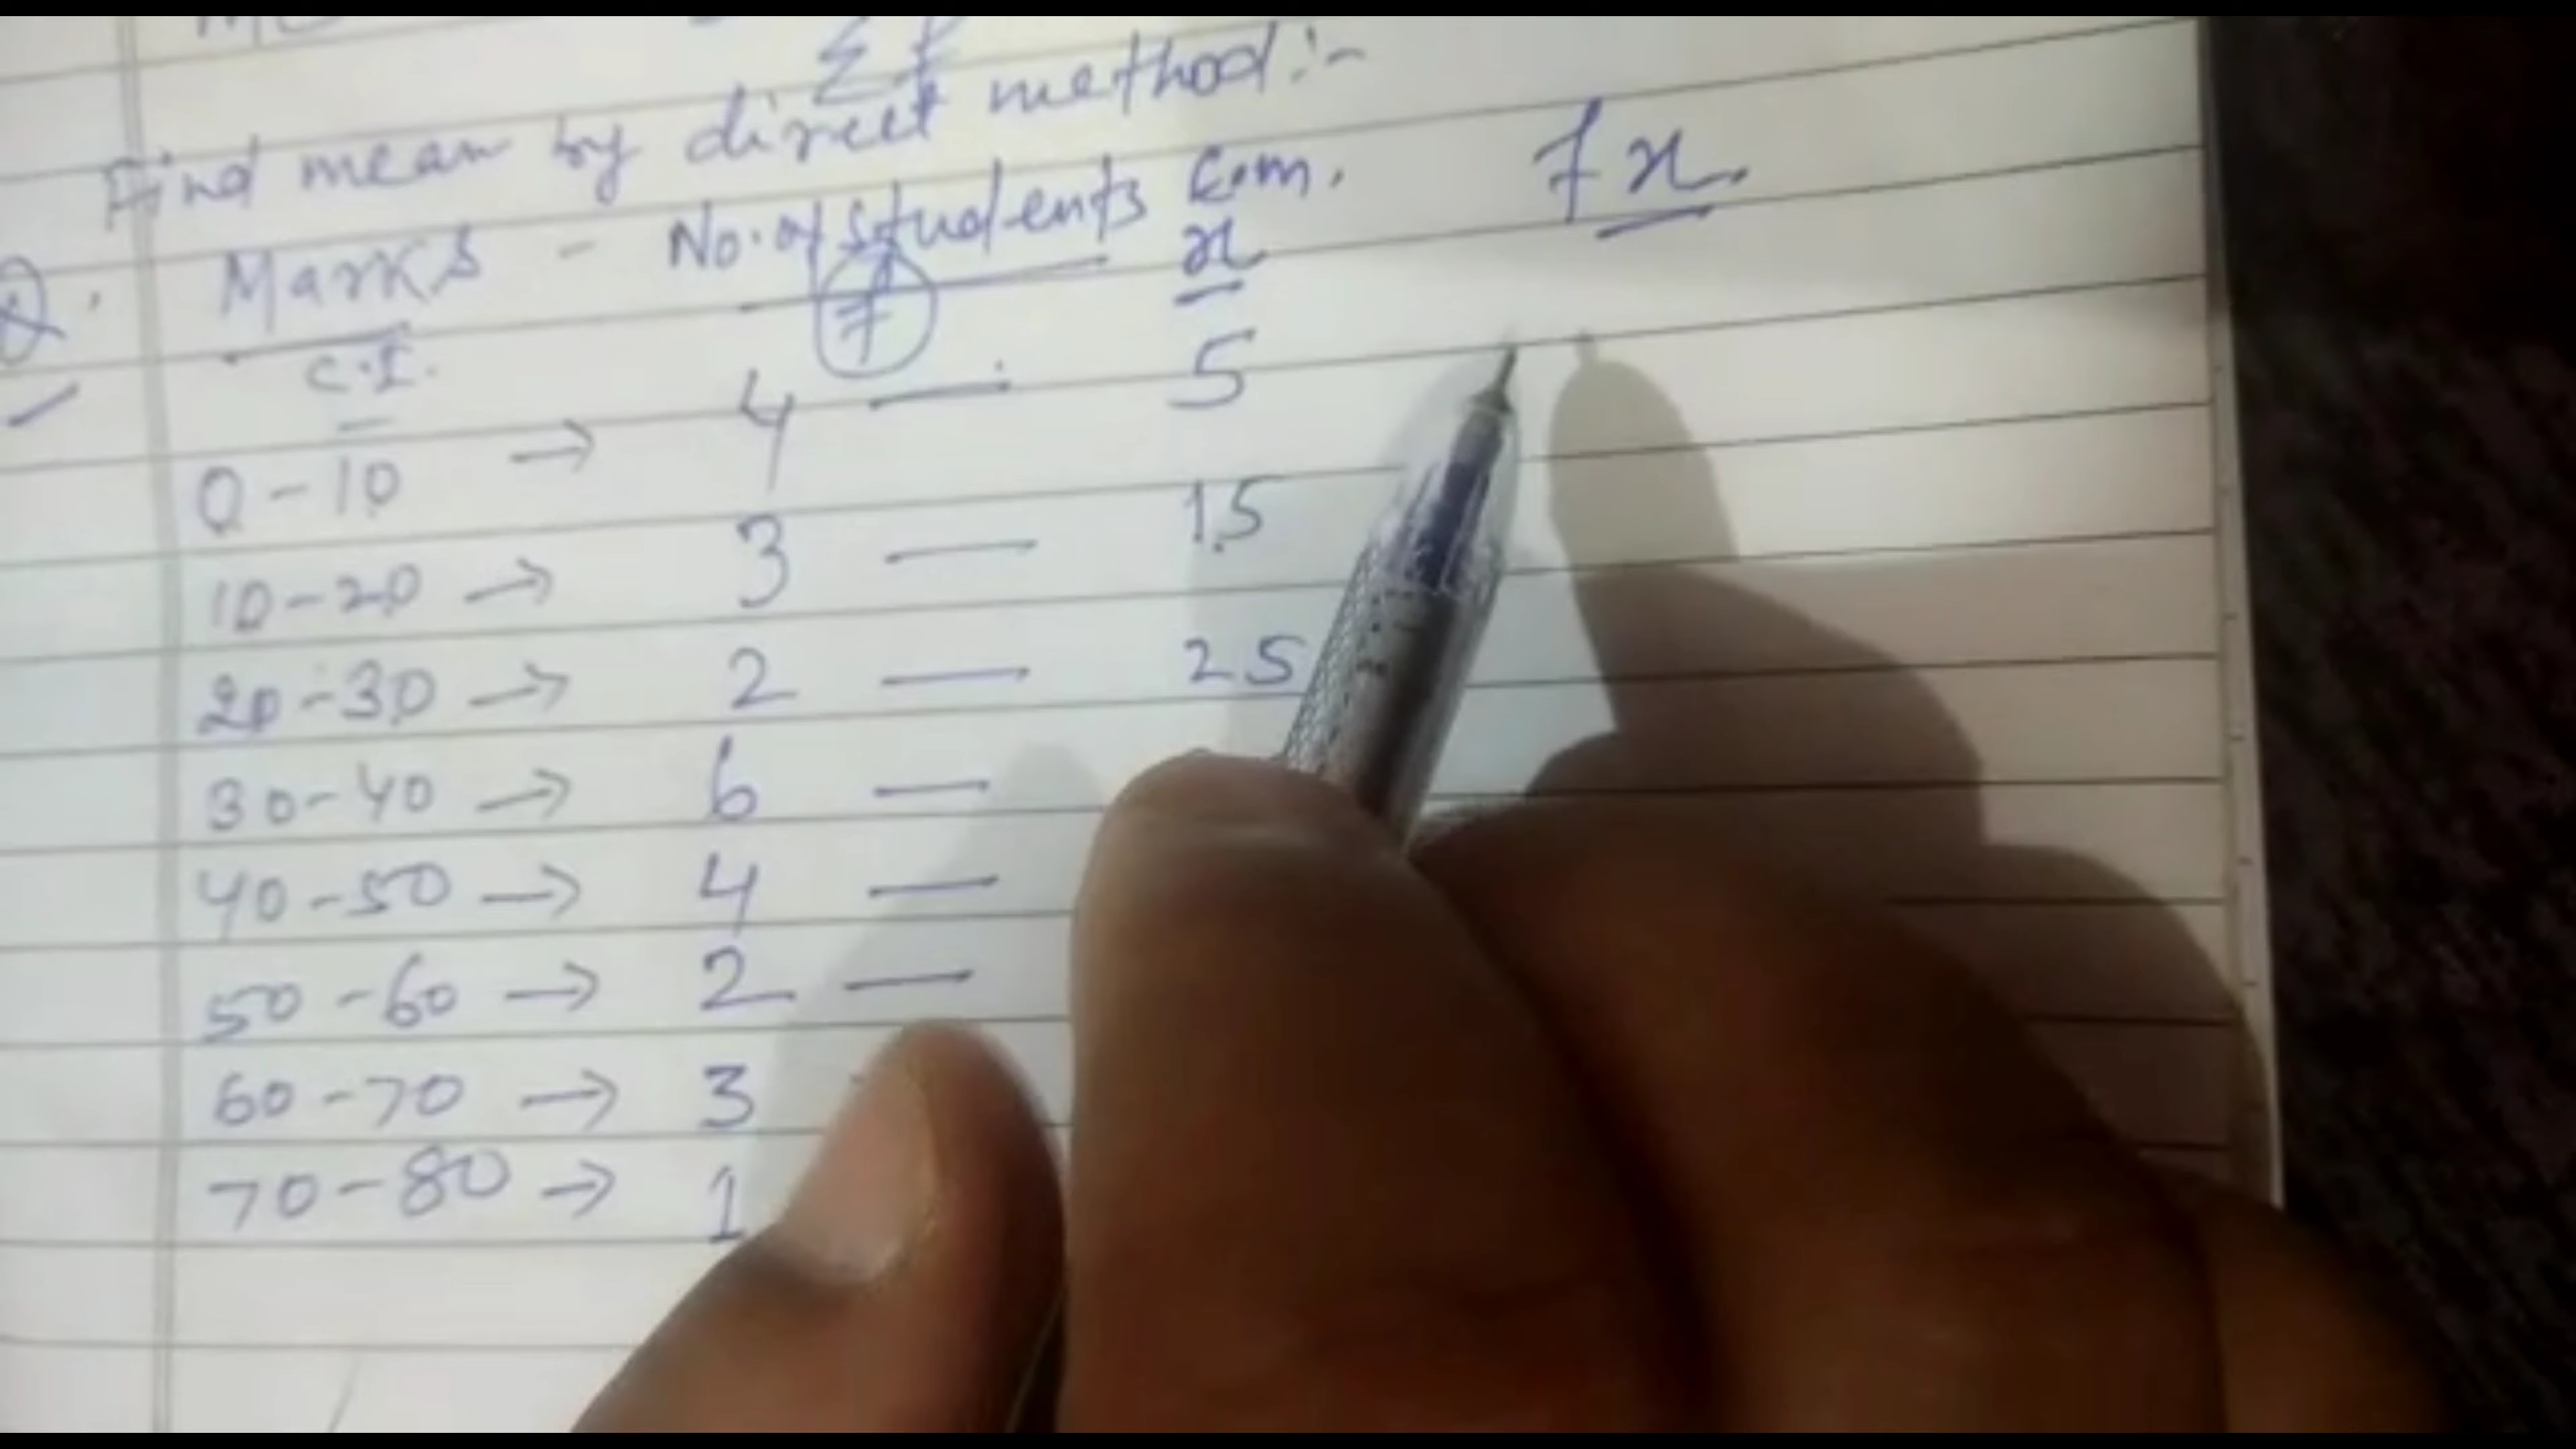 Σf
Find mean by direct method:-
Q. Marks - No. of students Com. fx
C.I. f x
0-10 → 4 — 5
10-20 → 3 — 15
20-30 → 2 — 25
30-40 → 6 —
40-50 → 4 —
50-60 → 2 —
60-70 → 3
70-80 → 1